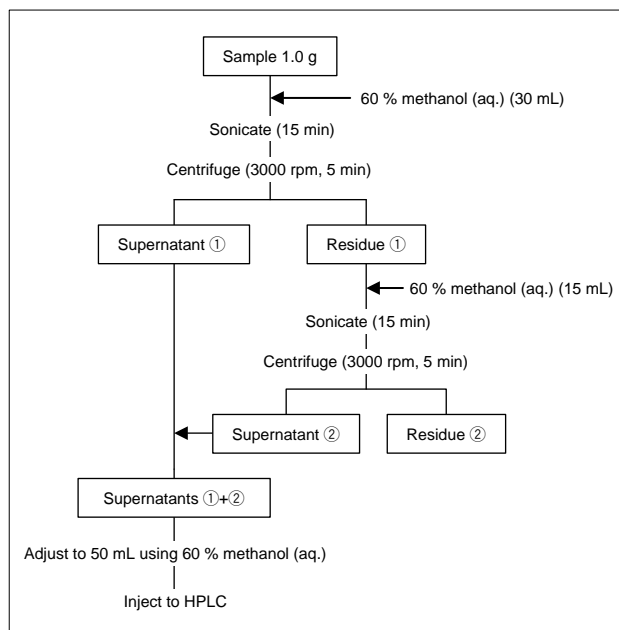 Sample 1.0 g
60 % methanol (aq.) (30 mL)
Sonicate (15 min)
Centrifuge (3000 rpm, 5 min)
Supernatant ①
Residue ①
60 % methanol (aq.) (15 mL)
Sonicate (15 min)
Centrifuge (3000 rpm, 5 min)
Supernatant ②
Residue ②
Supernatants ①+②
Adjust to 50 mL using 60 % methanol (aq.)
Inject to HPLC